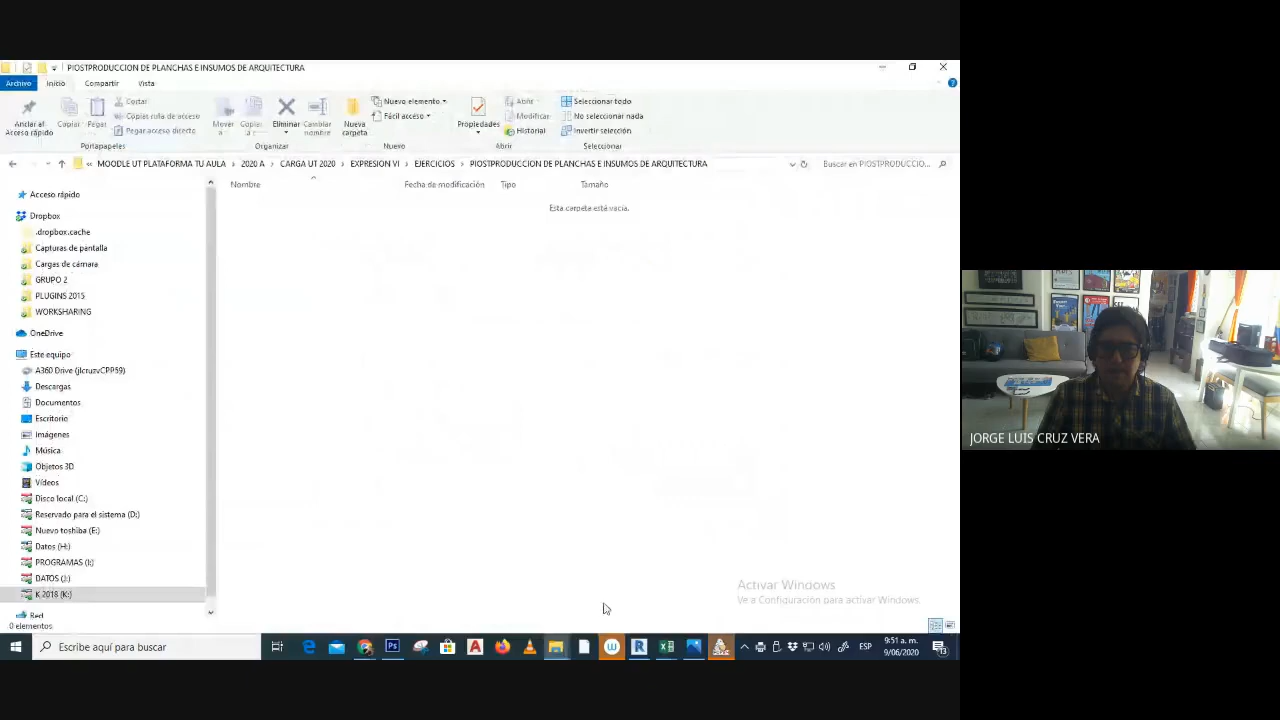 PIOSTPRODUCCION DE PLANCHAS E INSUMOS DE ARQUITECTURA
Archivo Inicio Compartir Vista
Anclar al Acceso rápido
Copiar
Pegar
Cortar
Copiar ruta de acceso
Pegar acceso directo
Portapapeles
Mover a
Copiar a
Eliminar
Cambiar nombre
Organizar
Nueva carpeta
Nuevo elemento
Fácil acceso
Nuevo
Propiedades
Abrir
Modificar
Historial
Abrir
Seleccionar todo
No seleccionar nada
Invertir selección
Seleccionar
« MOODLE UT PLATAFORMA TU AULA > 2020 A > CARGA UT 2020 > EXPRESION VI > EJERCICIOS > PIOSTPRODUCCION DE PLANCHAS E INSUMOS DE ARQUITECTURA
Buscar en PIOSTPRODUCCIO...
Nombre Fecha de modificación Tipo Tamaño
Esta carpeta está vacía.
Acceso rápido
Dropbox
.dropbox.cache
Capturas de pantalla
Cargas de cámara
GRUPO 2
PLUGINS 2015
WORKSHARING
OneDrive
Este equipo
A360 Drive (jlcruzvCPP59)
Descargas
Documentos
Escritorio
Imágenes
Música
Objetos 3D
Vídeos
Disco local (C:)
Reservado para el sistema (D:)
Nuevo toshiba (E:)
Datos (H:)
PROGRAMAS (I:)
DATOS (J:)
K 2018 (K:)
Red
0 elementos
Activar Windows
Ve a Configuración para activar Windows.
Escribe aquí para buscar
ESP
9:51 a. m.
9/06/2020
13
JORGE LUIS CRUZ VERA